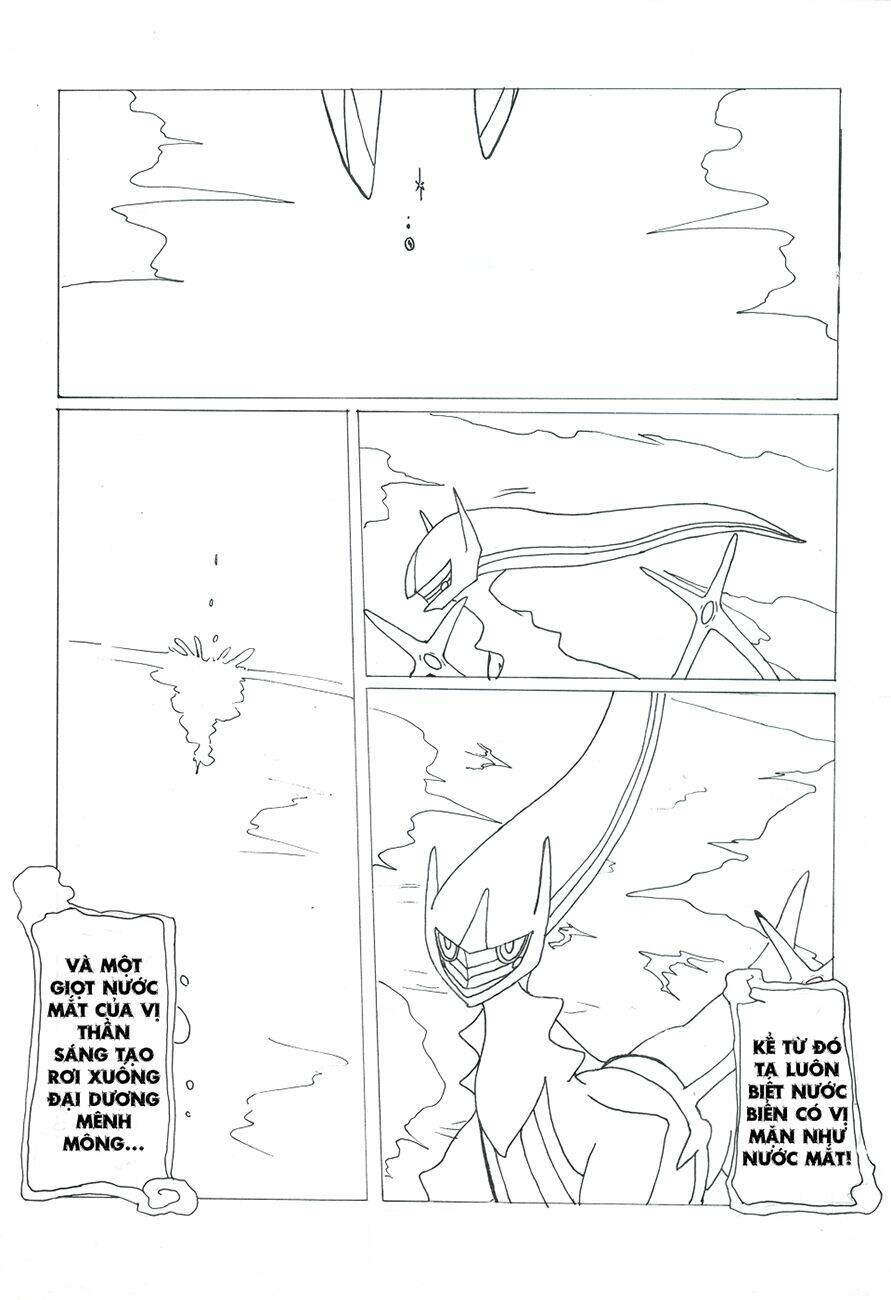 VÀ MỘT
GIỌT NƯỚC
MẮT CỦA VỊ
THẦN
SÁNG TẠO
RƠI XUỐNG
ĐẠI DƯƠNG
MÊNH
MÔNG...
KỂ TỪ ĐÓ
TA LUÔN
BIẾT NƯỚC
BIỂN CÓ VỊ
MẶN NHƯ
NƯỚC MẮT!